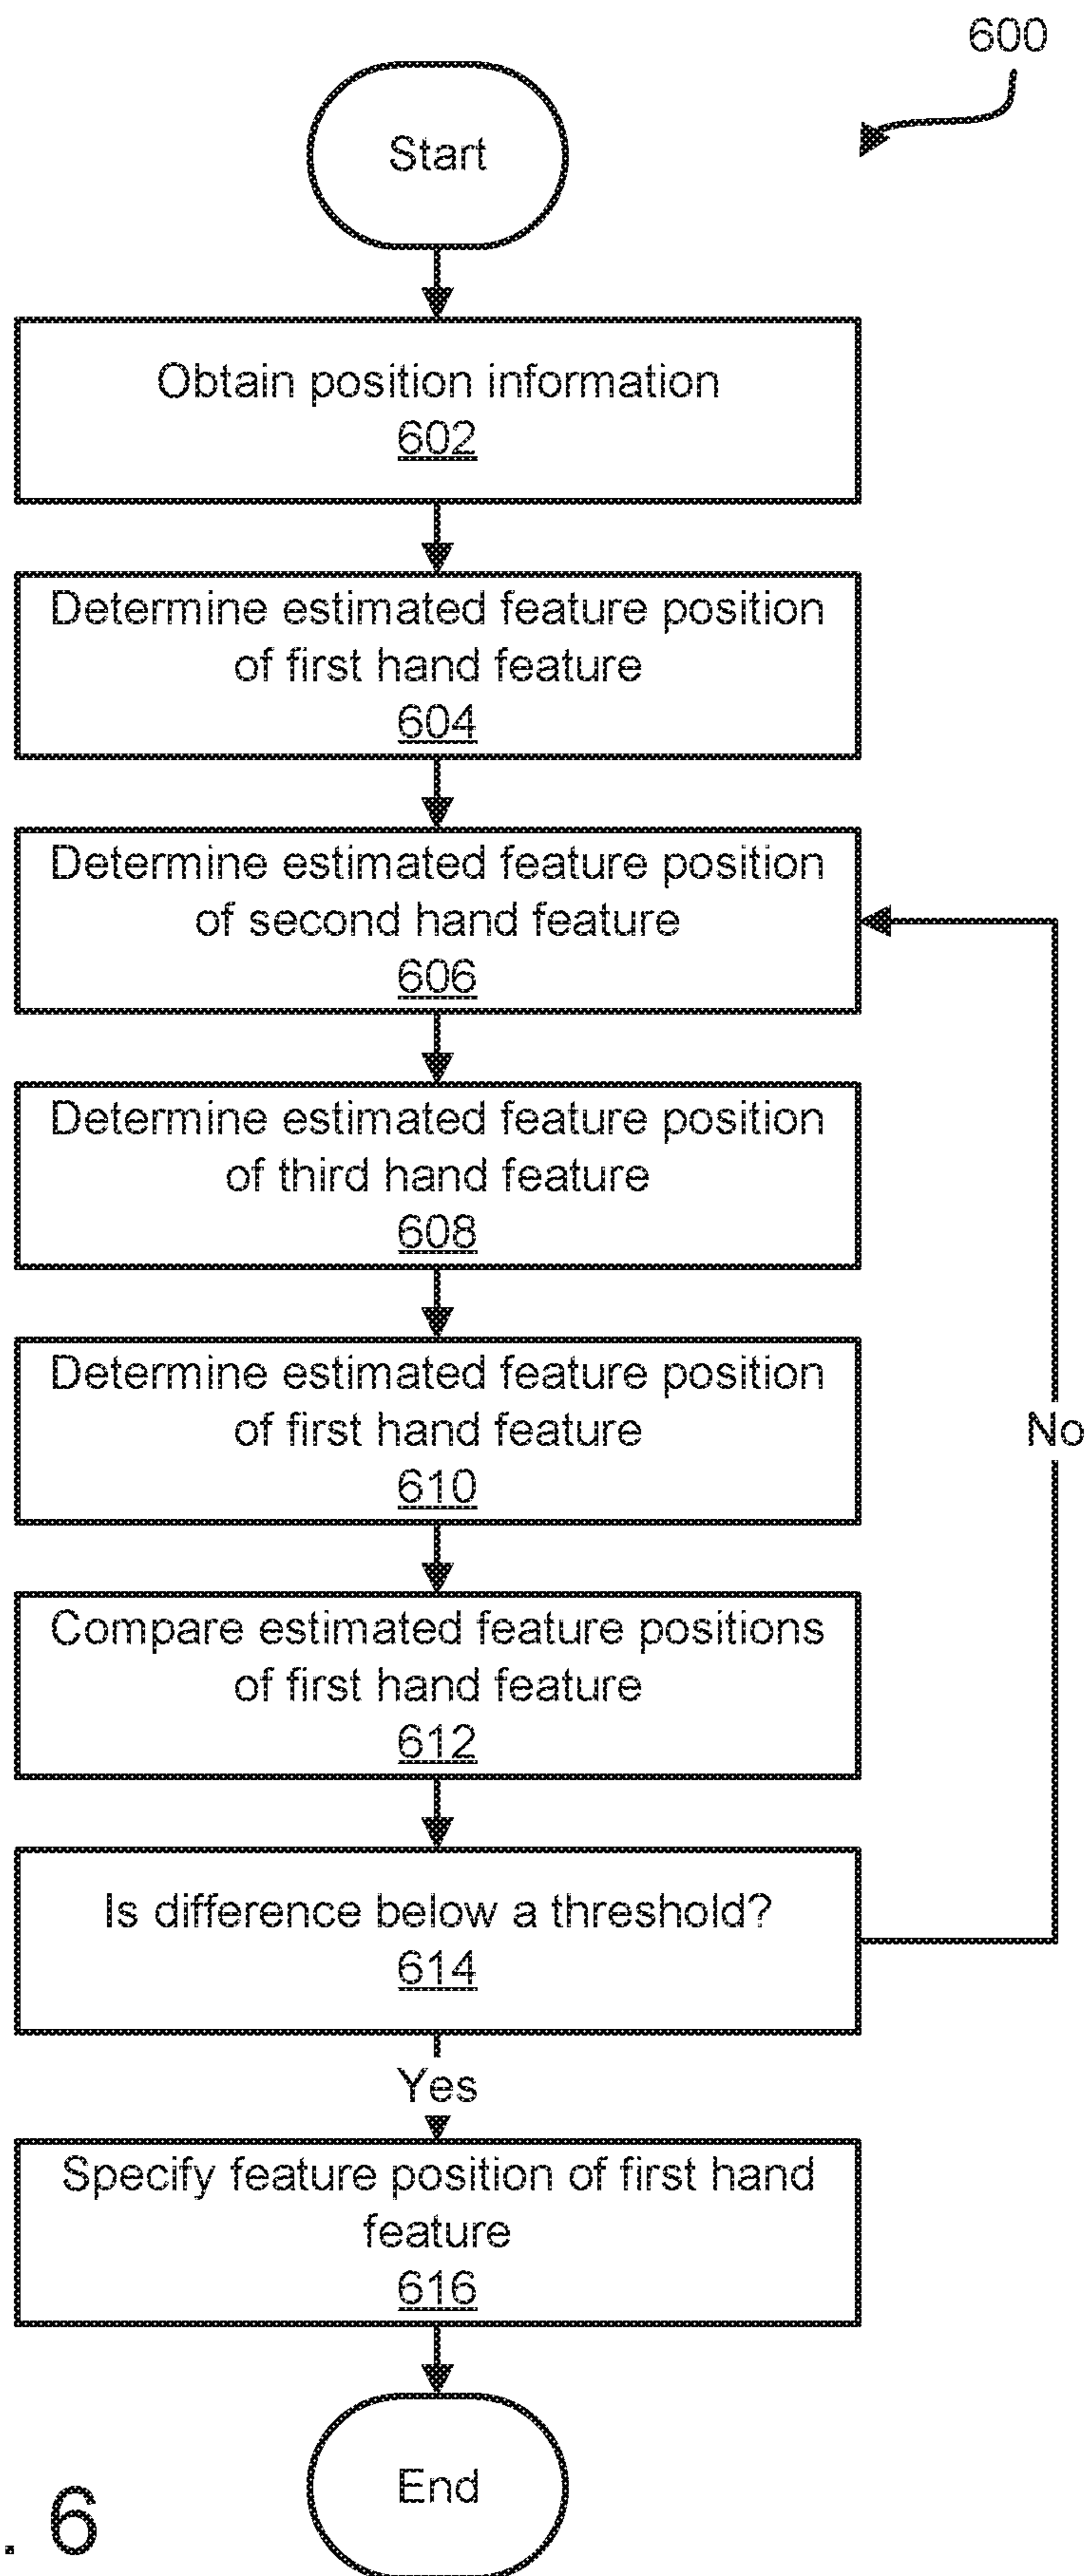 600
Start
Obtain position information
602
Determine estimated feature position
of first hand feature
604
Determine estimated feature position
of second hand feature
606
Determine estimated feature position
of third hand feature
608
Determine estimated feature position
of first hand feature
610
No
Compare estimated feature positions
of first hand feature
612
Is difference below a threshold?
614
Yes
Specify feature position of first hand
feature
616
End
. 6